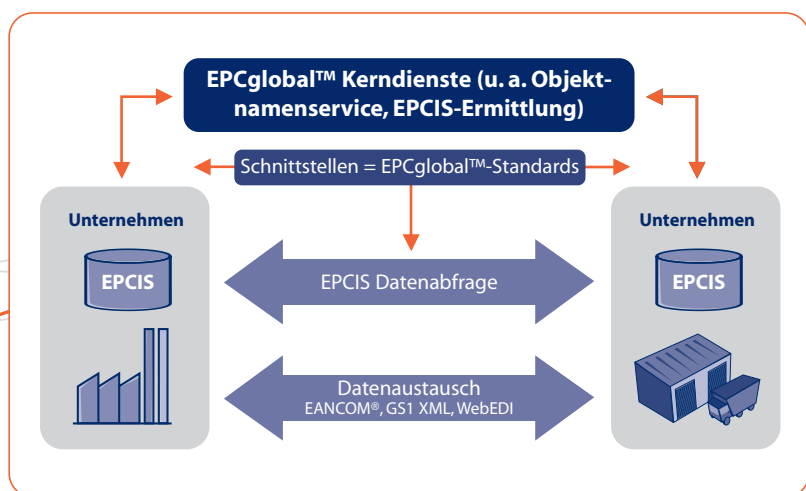 EPCglobal™ Kerndienste (u. a. Objekt-
namenservice, EPCIS-Ermittlung)
Schnittstellen = EPCglobal™-Standards
Unternehmen
EPCIS
Unternehmen
EPCIS
EPCIS Datenabfrage
Datenaustausch
EANCOM®, GS1 XML, WebEDI